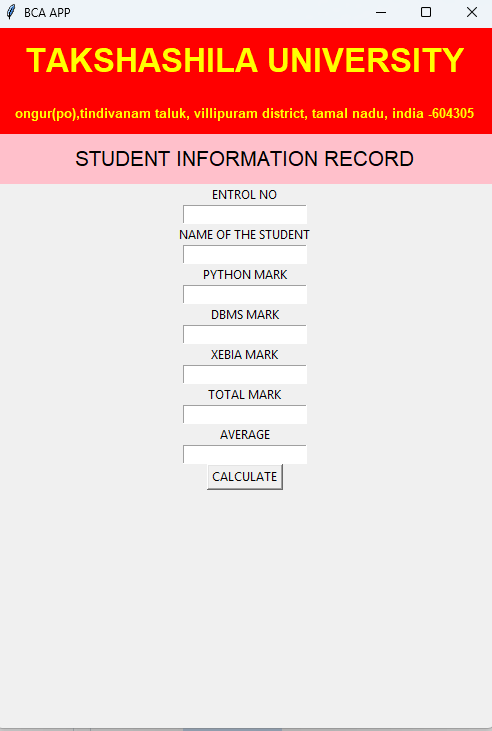 BCA APP
TAKSHASHILA UNIVERSITY
ongur(po),tindivanam taluk, villipuram district, tamal nadu, india -604305
STUDENT INFORMATION RECORD
ENTROL NO
NAME OF THE STUDENT
PYTHON MARK
DBMS MARK
XEBIA MARK
TOTAL MARK
AVERAGE
CALCULATE